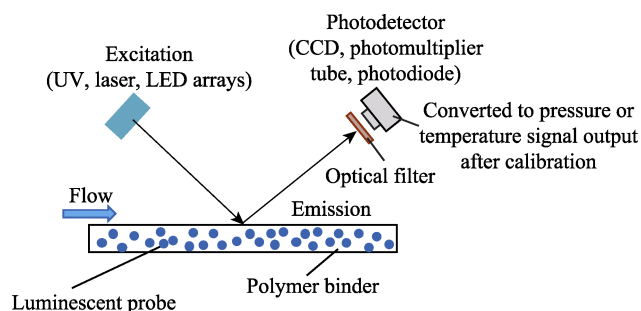 Photodetector
(CCD, photomultiplier
tube, photodiode)
Excitation
(UV, laser, LED arrays)
Converted to pressure or
temperature signal output
after calibration
Optical filter
Flow
Emission
Luminescent probe
Polymer binder